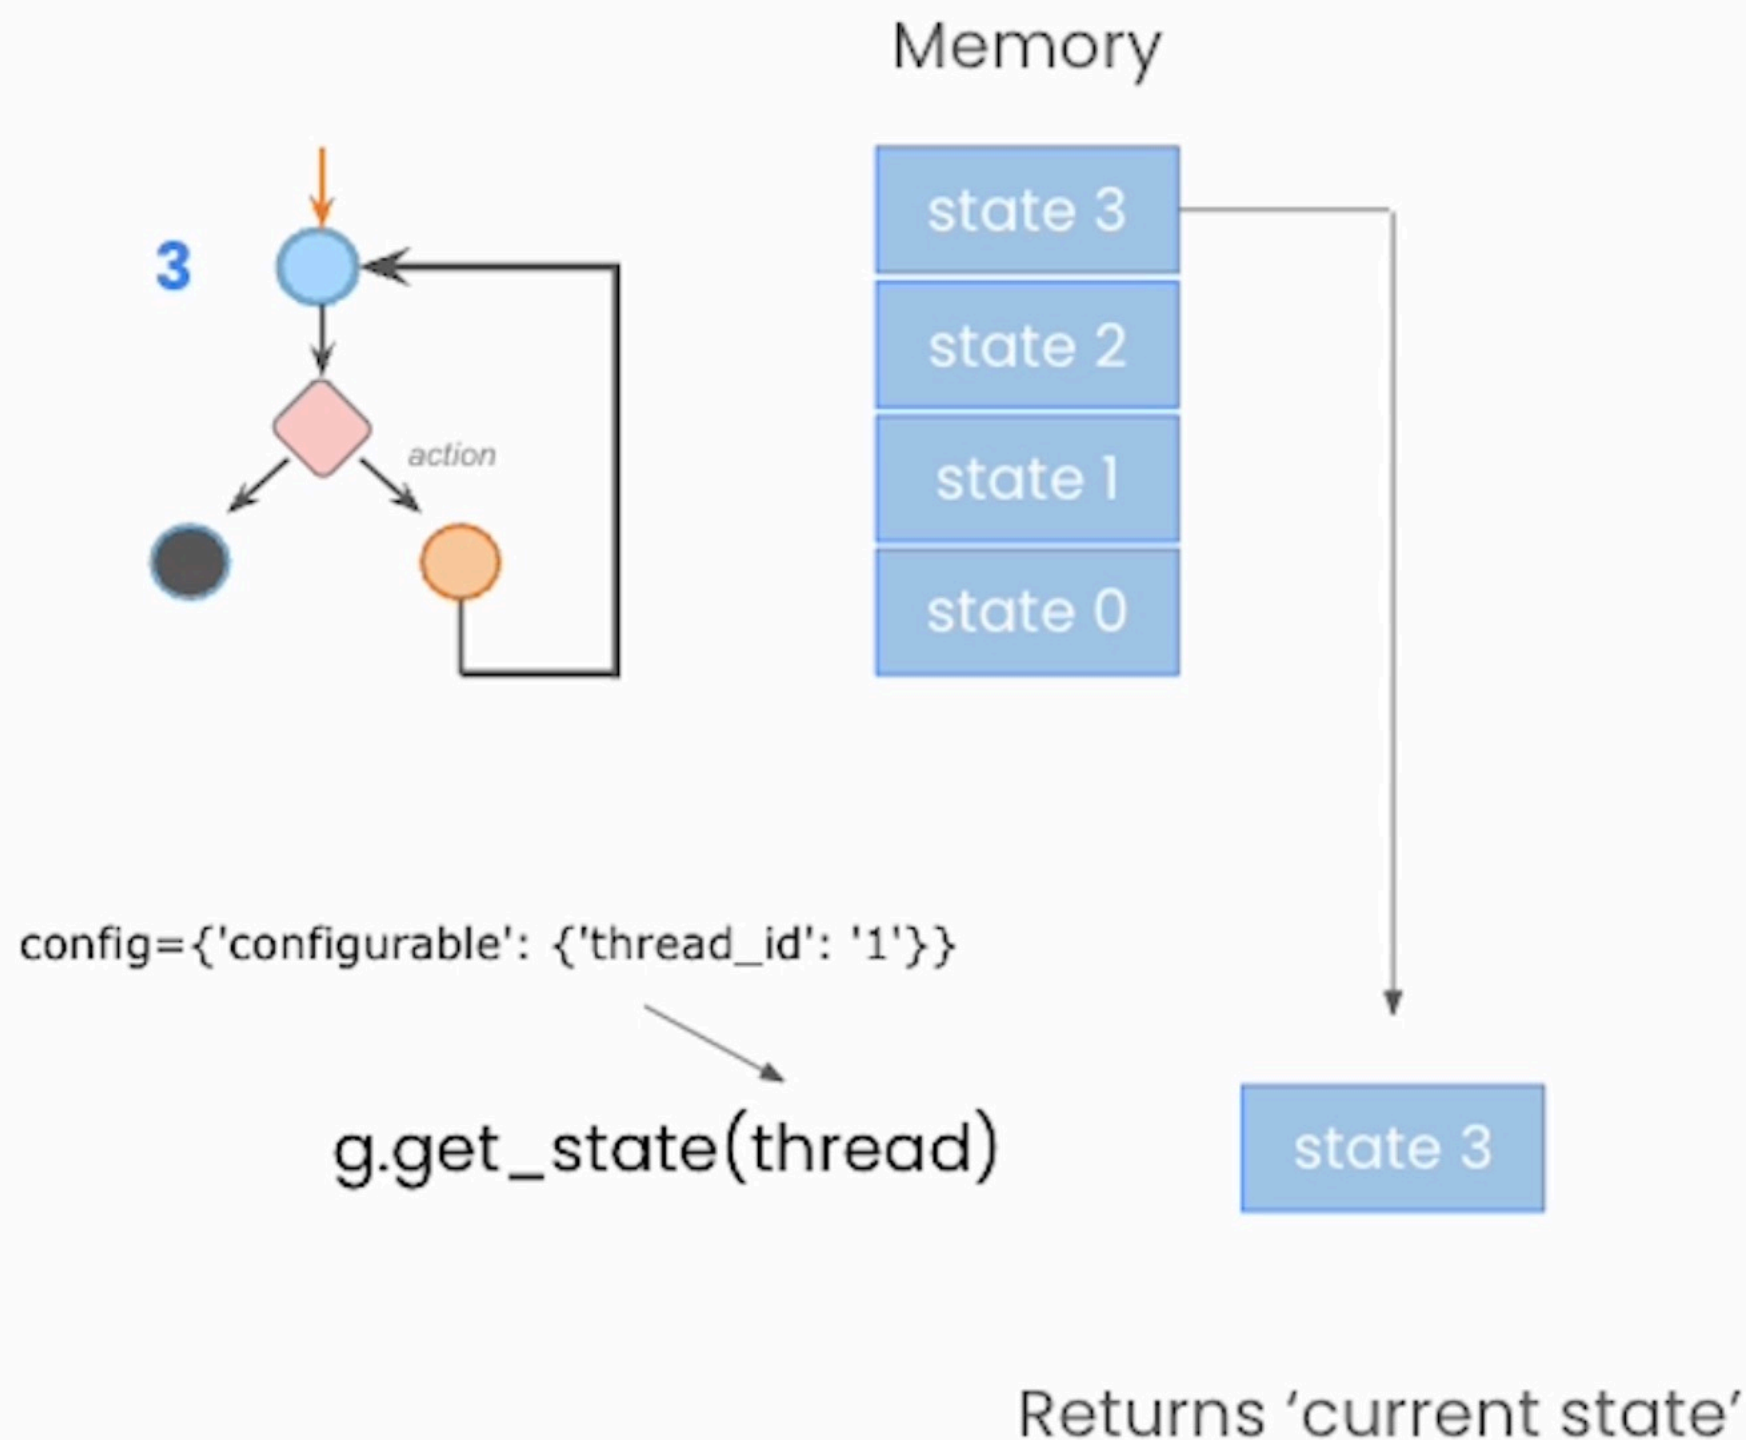 Memory
3
action
state 3
state 2
state 1
state 0
config={'configurable': {'thread_id': '1'}}
g.get_state(thread)
state 3
Returns ‘current state’